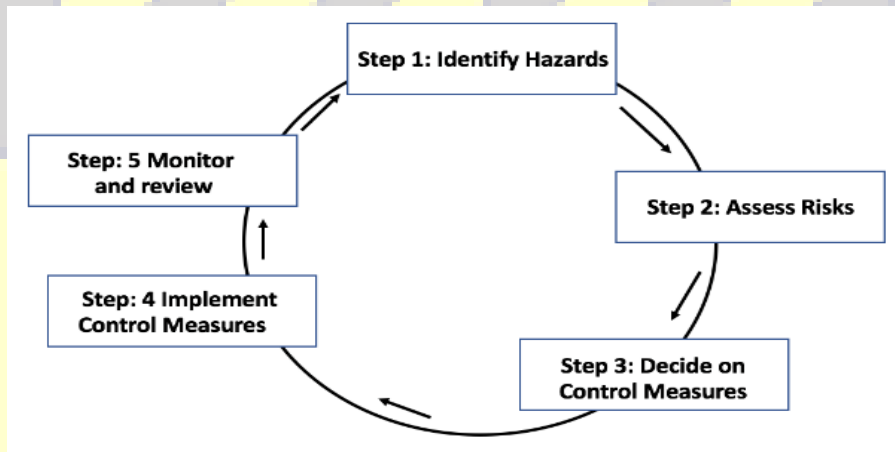 Step 1: Identify Hazards
Step 2: Assess Risks
Step 3: Decide on
Control Measures
Step: 4 Implement
Control Measures
Step: 5 Monitor
and review